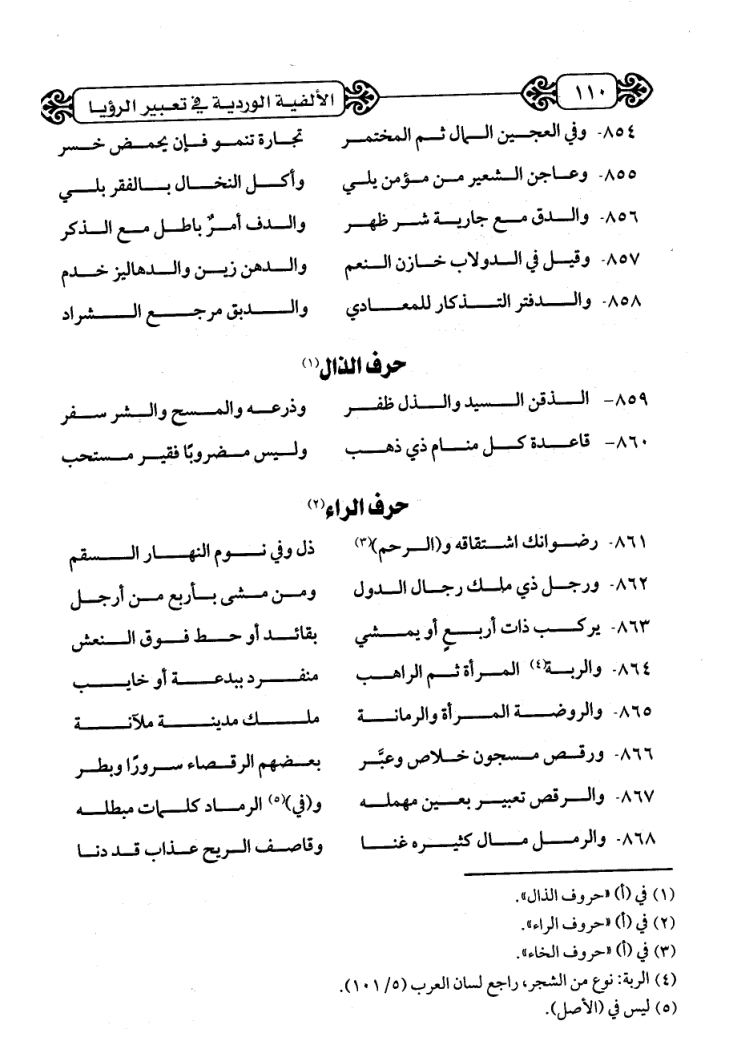 ١١٠ الألفية الوردية في تعبير الرؤيا
٨٥٤- وفي العجين المال ثم المختمر تجارة تنمو فإن يحمض خسر
٨٥٥- وعاجن الشعير من مؤمن يلي وأكل النخال بالفقر بلي
٨٥٦- والدق مع جارية شر ظهر والدف أمرٌ باطل مع الذكر
٨٥٧- وقيل في الدولاب خازن النعم والدهن زين والدهاليز خدم
٨٥٨- والدفتر التذكار للمعادي والدبق مرجع الشراد
حرف الذال(١)
٨٥٩- الذقن السيد والذل ظفر وذرعه والمسح والشر سفر
٨٦٠- قاعدة كل منام ذي ذهب وليس مضروبًا فقير مستحب
حرف الراء(٢)
٨٦١- رضوانك اشتقاقه و(الرحم)(٣) ذل وفي نوم النهار السقم
٨٦٢- ورجل ذي ملك رجال الدول ومن مشى بأربع من أرجل
٨٦٣- يركب ذات أربعٍ أو يمشي بقائد أو حط فوق النعش
٨٦٤- والربة(٤) المرأة ثم الراهب منفرد ببدعة أو خايب
٨٦٥- والروضة المرأة والرمانة ملك مدينة ملآنة
٨٦٦- ورقص مسجون خلاص وعبَّر بعضهم الرقصاء سرورًا وبطر
٨٦٧- والرقص تعبير بعين مهمله و(في)(٥) الرماد كلمات مبطله
٨٦٨- والرمل مال كثيره غنا وقاصف الريح عذاب قد دنا
(١) في (أ) «حروف الذال».
(٢) في (أ) «حروف الراء».
(٣) في (أ) «حروف الخاء».
(٤) الربة: نوع من الشجر، راجع لسان العرب (٥/ ١٠١).
(٥) ليس في (الأصل).